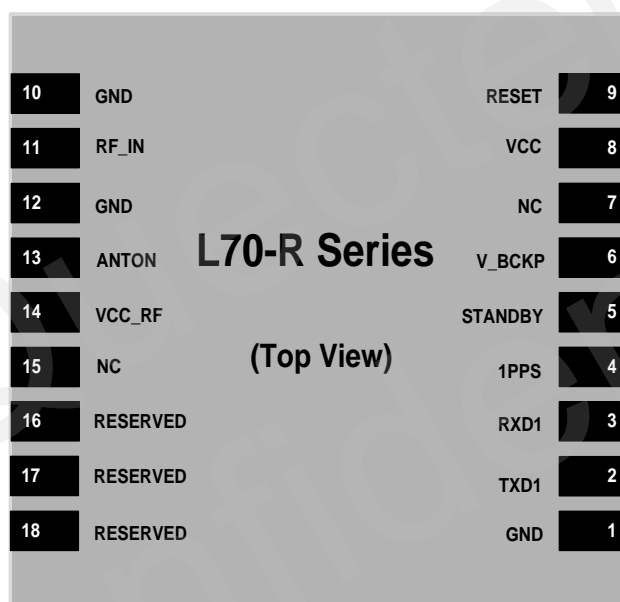 10 GND RESET 9
11 RF_IN VCC 8
12 GND NC 7
13 ANTON L70-R Series V_BCKP 6
14 VCC_RF STANDBY 5
15 NC (Top View) 1PPS 4
16 RESERVED RXD1 3
17 RESERVED TXD1 2
18 RESERVED GND 1